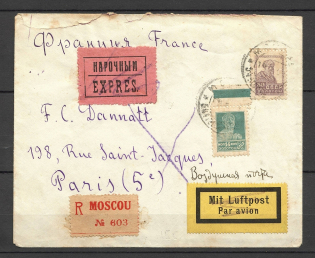 Франция France
НАРОЧНЫМ
EXPRÈS.
F. C. Dannatt
198, Rue Saint-Jacques,
Paris (5e)
Воздушная почта
Mit Luftpost
Par avion
R MOSCOU
№ 603